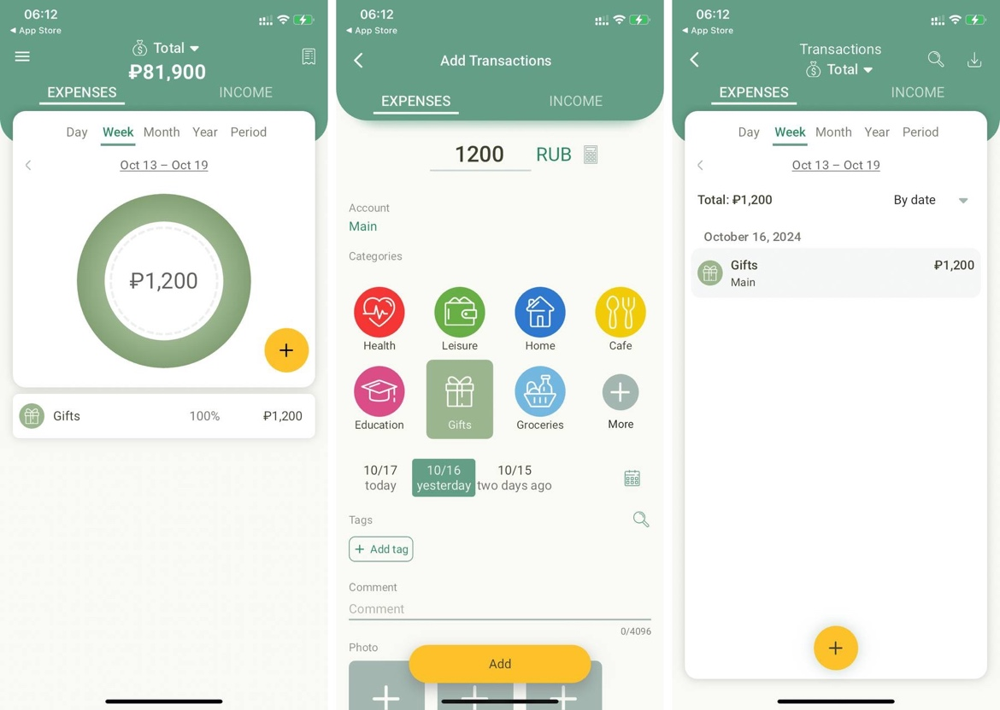 06:12
◄ App Store
Total
₽81,900
EXPENSES INCOME
Day Week Month Year Period
Oct 13 – Oct 19
₽1,200
+
Gifts 100% ₽1,200
06:12
◄ App Store
Add Transactions
EXPENSES INCOME
1200 RUB
Account
Main
Categories
Health Leisure Home Cafe
Education Gifts Groceries More
10/17 10/16 10/15
today yesterday two days ago
Tags
+ Add tag
Comment
Comment
0/4096
Photo
Add
06:12
◄ App Store
Transactions
Total
EXPENSES INCOME
Day Week Month Year Period
Oct 13 – Oct 19
Total: ₽1,200 By date
October 16, 2024
Gifts ₽1,200
Main
+